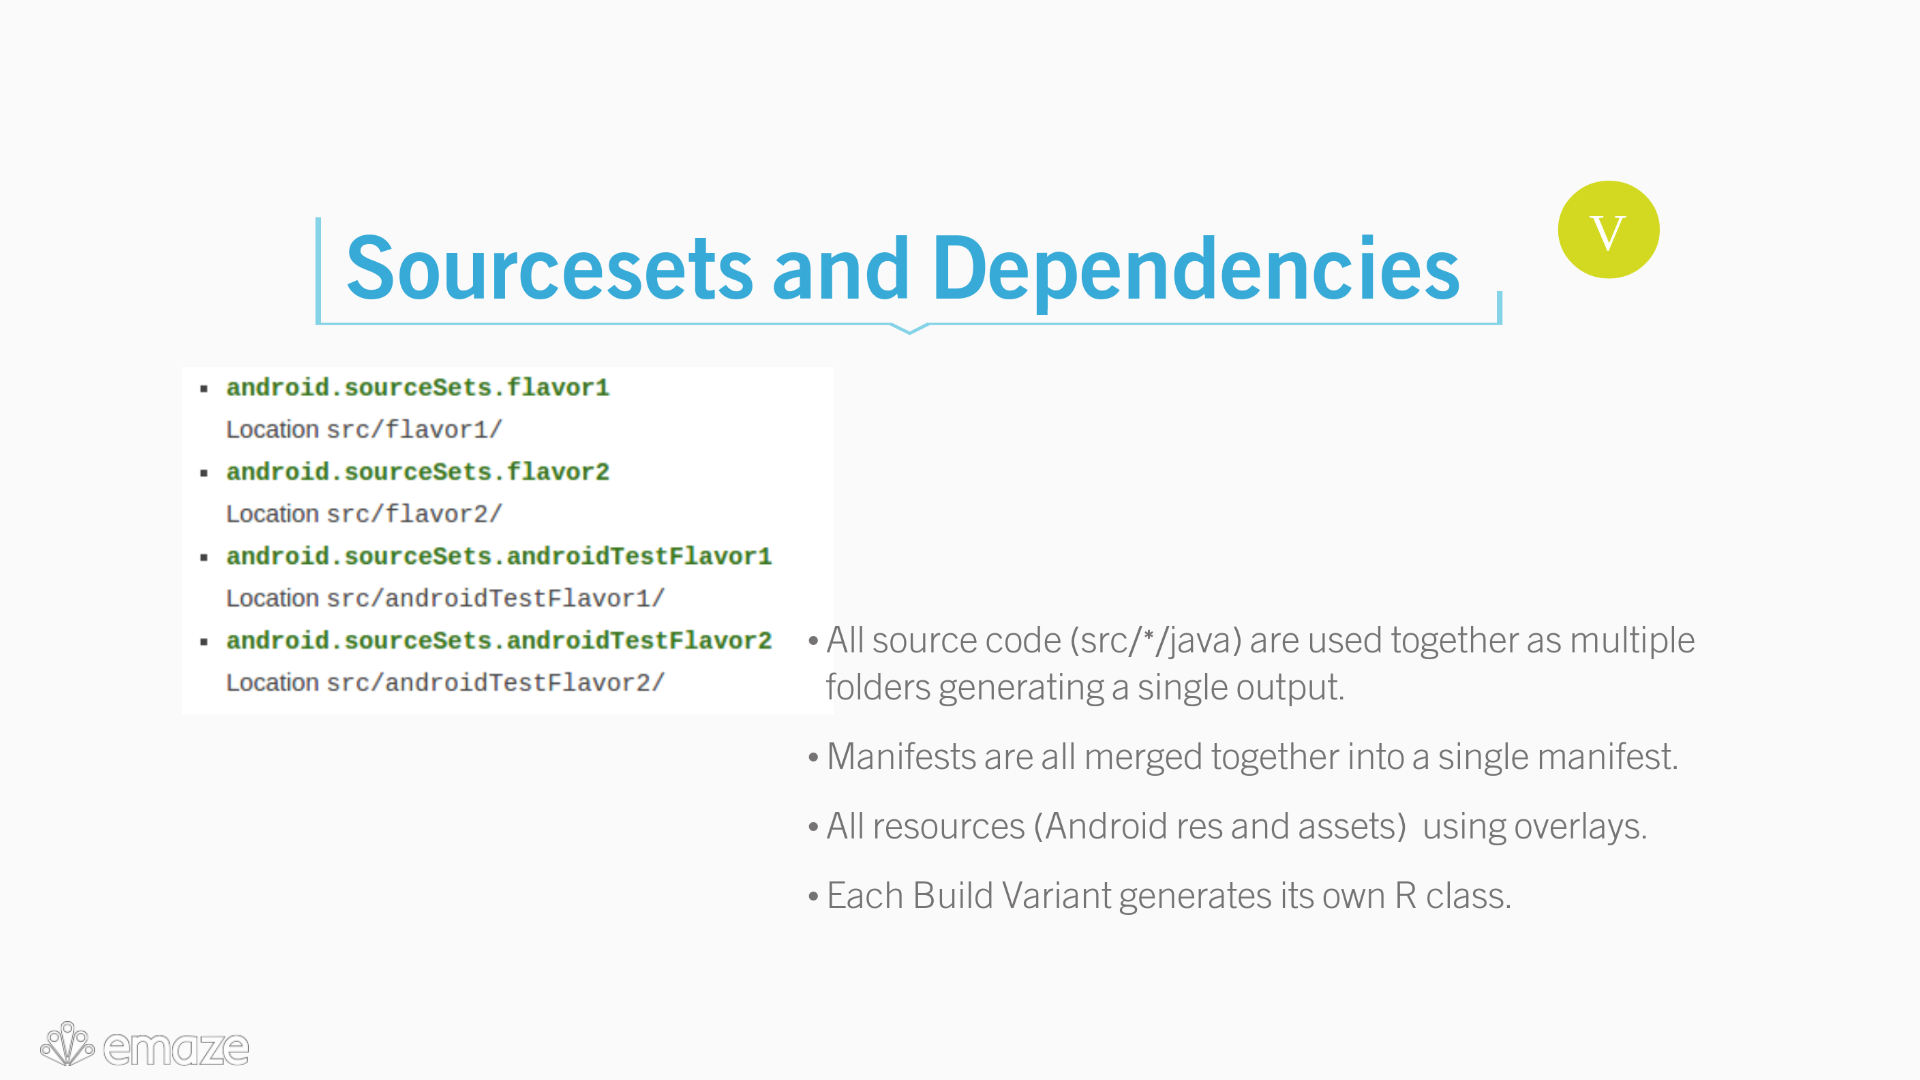 Sourcesets and Dependencies
V
▪ android.sourceSets.flavor1
Location src/flavor1/
▪ android.sourceSets.flavor2
Location src/flavor2/
▪ android.sourceSets.androidTestFlavor1
Location src/androidTestFlavor1/
▪ android.sourceSets.androidTestFlavor2
Location src/androidTestFlavor2/
• All source code (src/*/java) are used together as multiple
folders generating a single output.
• Manifests are all merged together into a single manifest.
• All resources (Android res and assets)  using overlays.
• Each Build Variant generates its own R class.
emaze